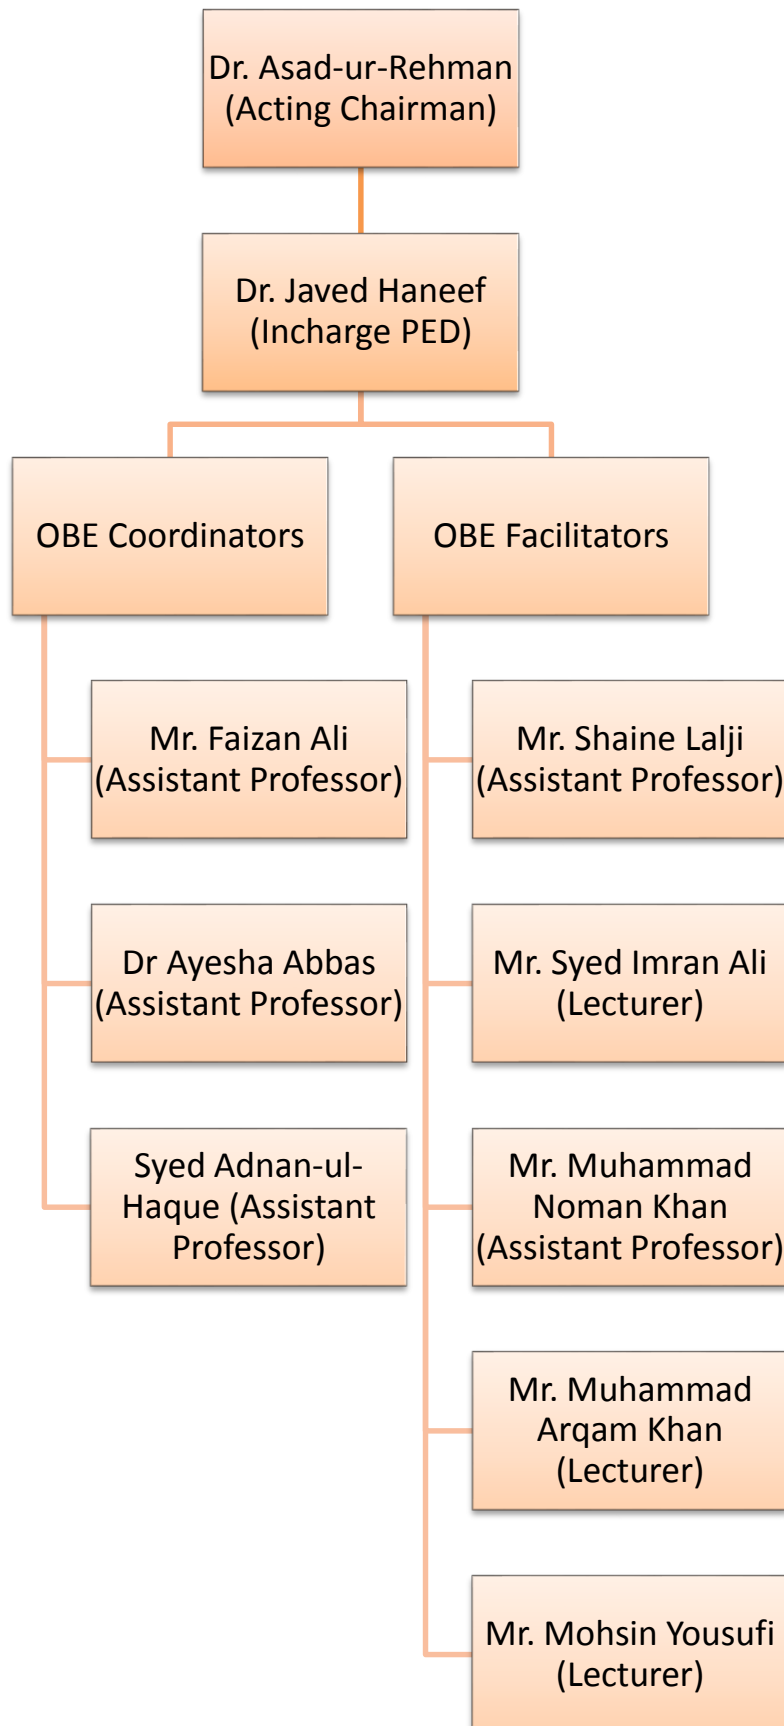 Dr. Asad-ur-Rehman
(Acting Chairman)
Dr. Javed Haneef
(Incharge PED)
OBE Coordinators
OBE Facilitators
Mr. Faizan Ali
(Assistant Professor)
Dr Ayesha Abbas
(Assistant Professor)
Syed Adnan-ul-
Haque (Assistant
Professor)
Mr. Shaine Lalji
(Assistant Professor)
Mr. Syed Imran Ali
(Lecturer)
Mr. Muhammad
Noman Khan
(Assistant Professor)
Mr. Muhammad
Arqam Khan
(Lecturer)
Mr. Mohsin Yousufi
(Lecturer)